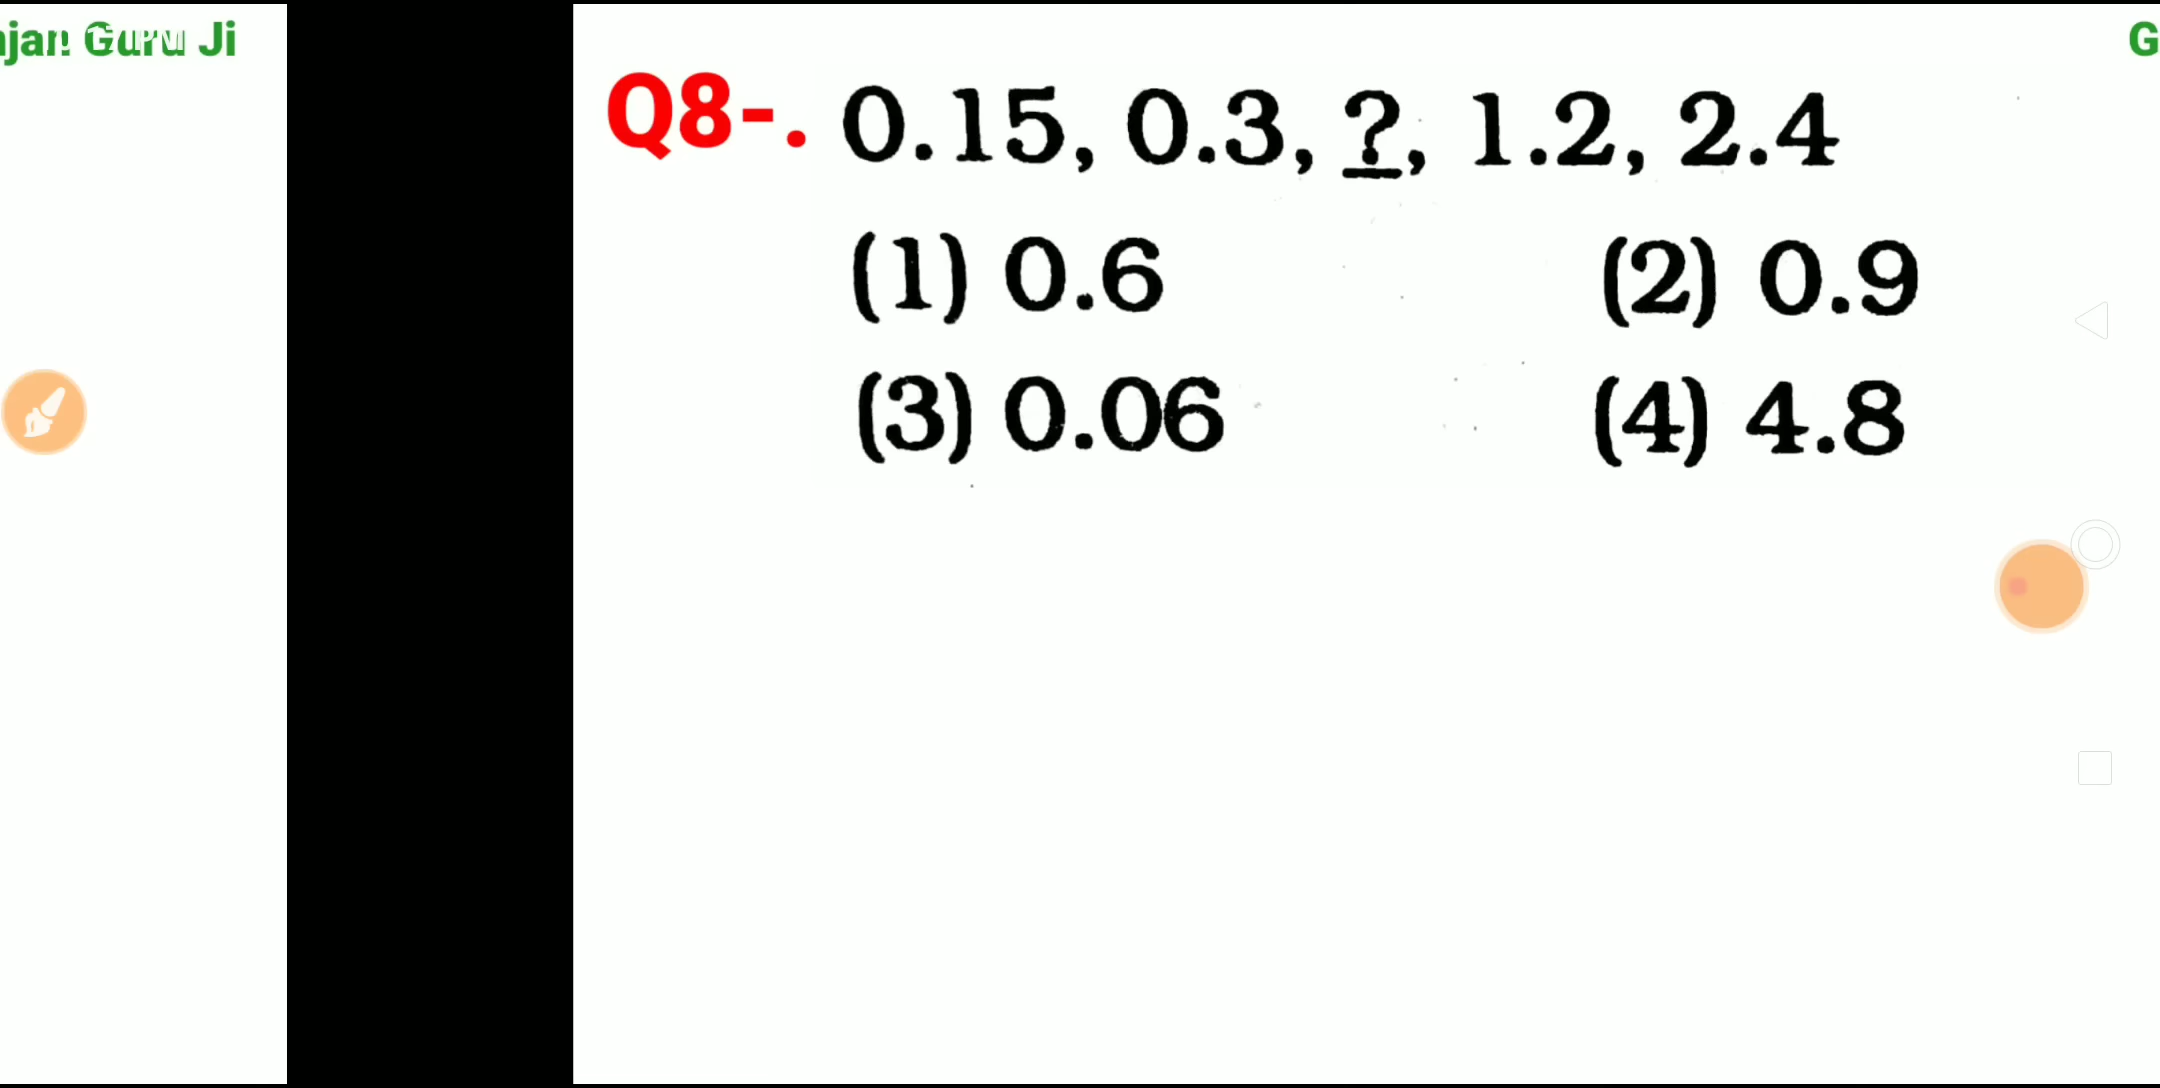 Guru Ji
G
Q8-. 0.15, 0.3, ?, 1.2, 2.4
(1) 0.6 (2) 0.9
(3) 0.06 (4) 4.8